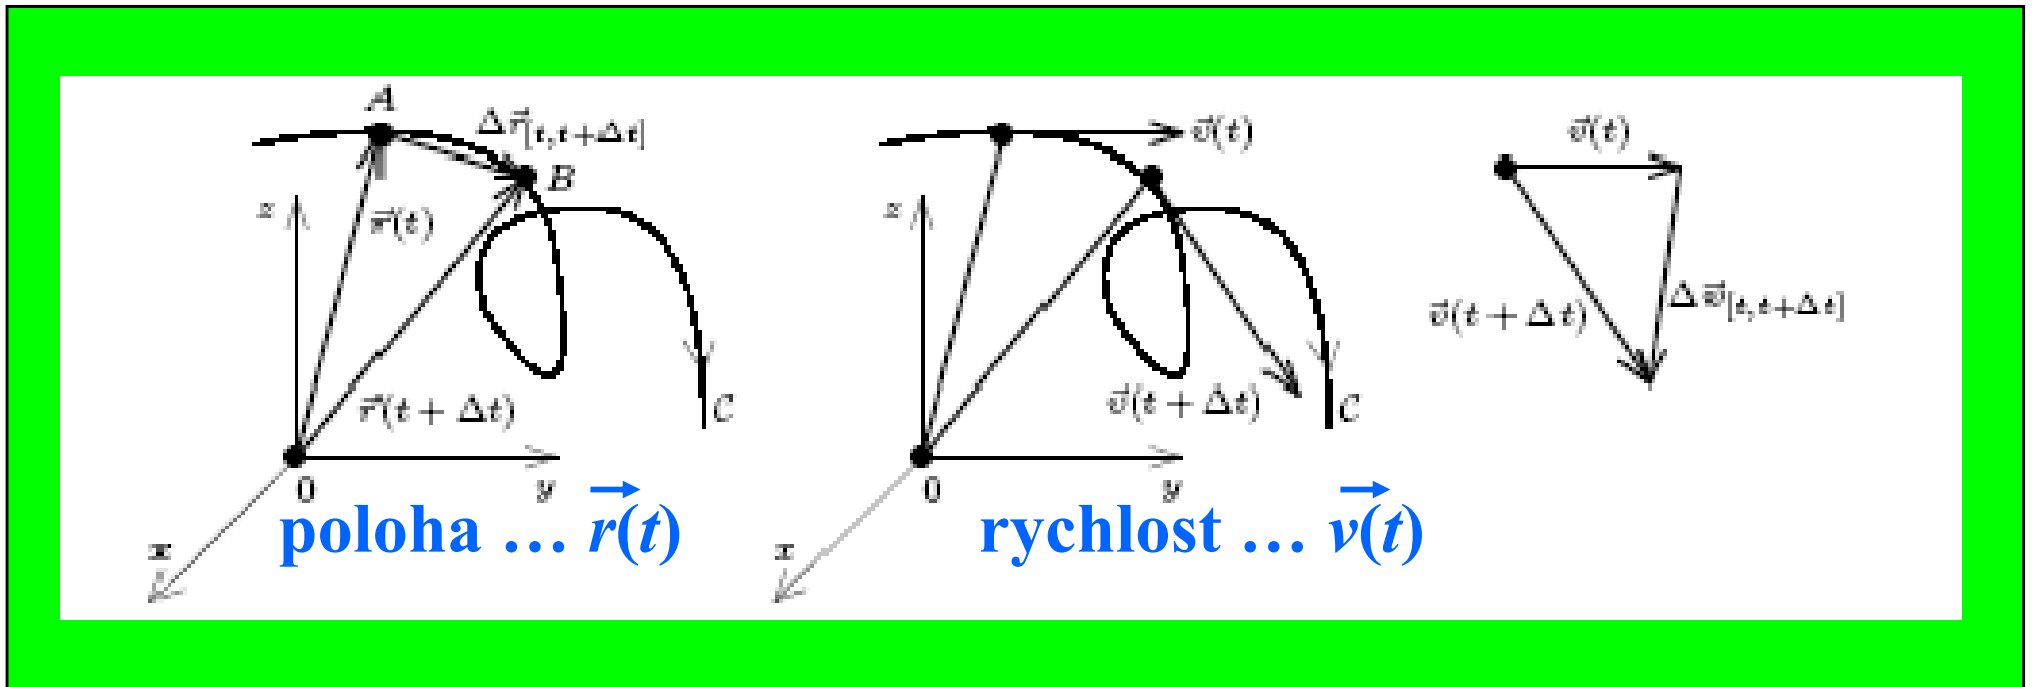 A
Δr⃗[t,t+Δt]
B
z
r⃗(t)
r⃗(t + Δt)
C
0
y
x
poloha … r⃗(t)
v⃗(t)
z
v⃗(t + Δt)
C
0
y
x
rychlost … v⃗(t)
v⃗(t)
v⃗(t + Δt)
Δv⃗[t,t+Δt]